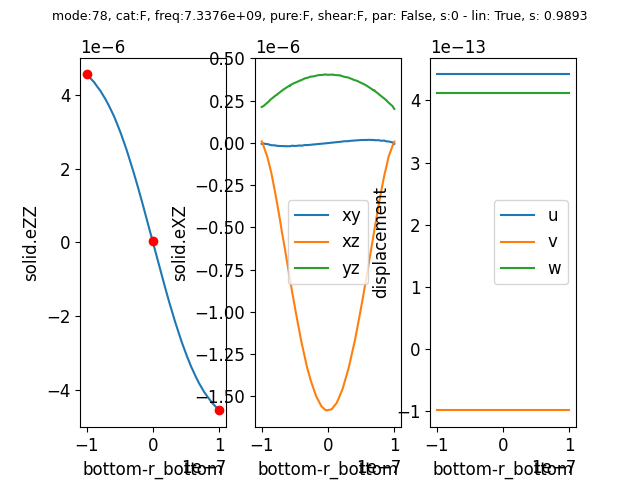 mode:78, cat:F, freq:7.3376e+09, pure:F, shear:F, par: False, s:0 - lin: True, s: 0.9893
1e−6
1e−6
1e−13
4
2
0
−2
−4
solid.eZZ
−1
0
1
1e−7
bottom-r_bottom
0.50
0.25
0.00
−0.25
−0.50
−0.75
−1.00
−1.25
−1.50
solid.eXZ
xy
xz
yz
−1
0
1
1e−7
bottom-r_bottom
4
3
2
1
0
−1
displacement
u
v
w
−1
0
1
1e−7
bottom-r_bottom